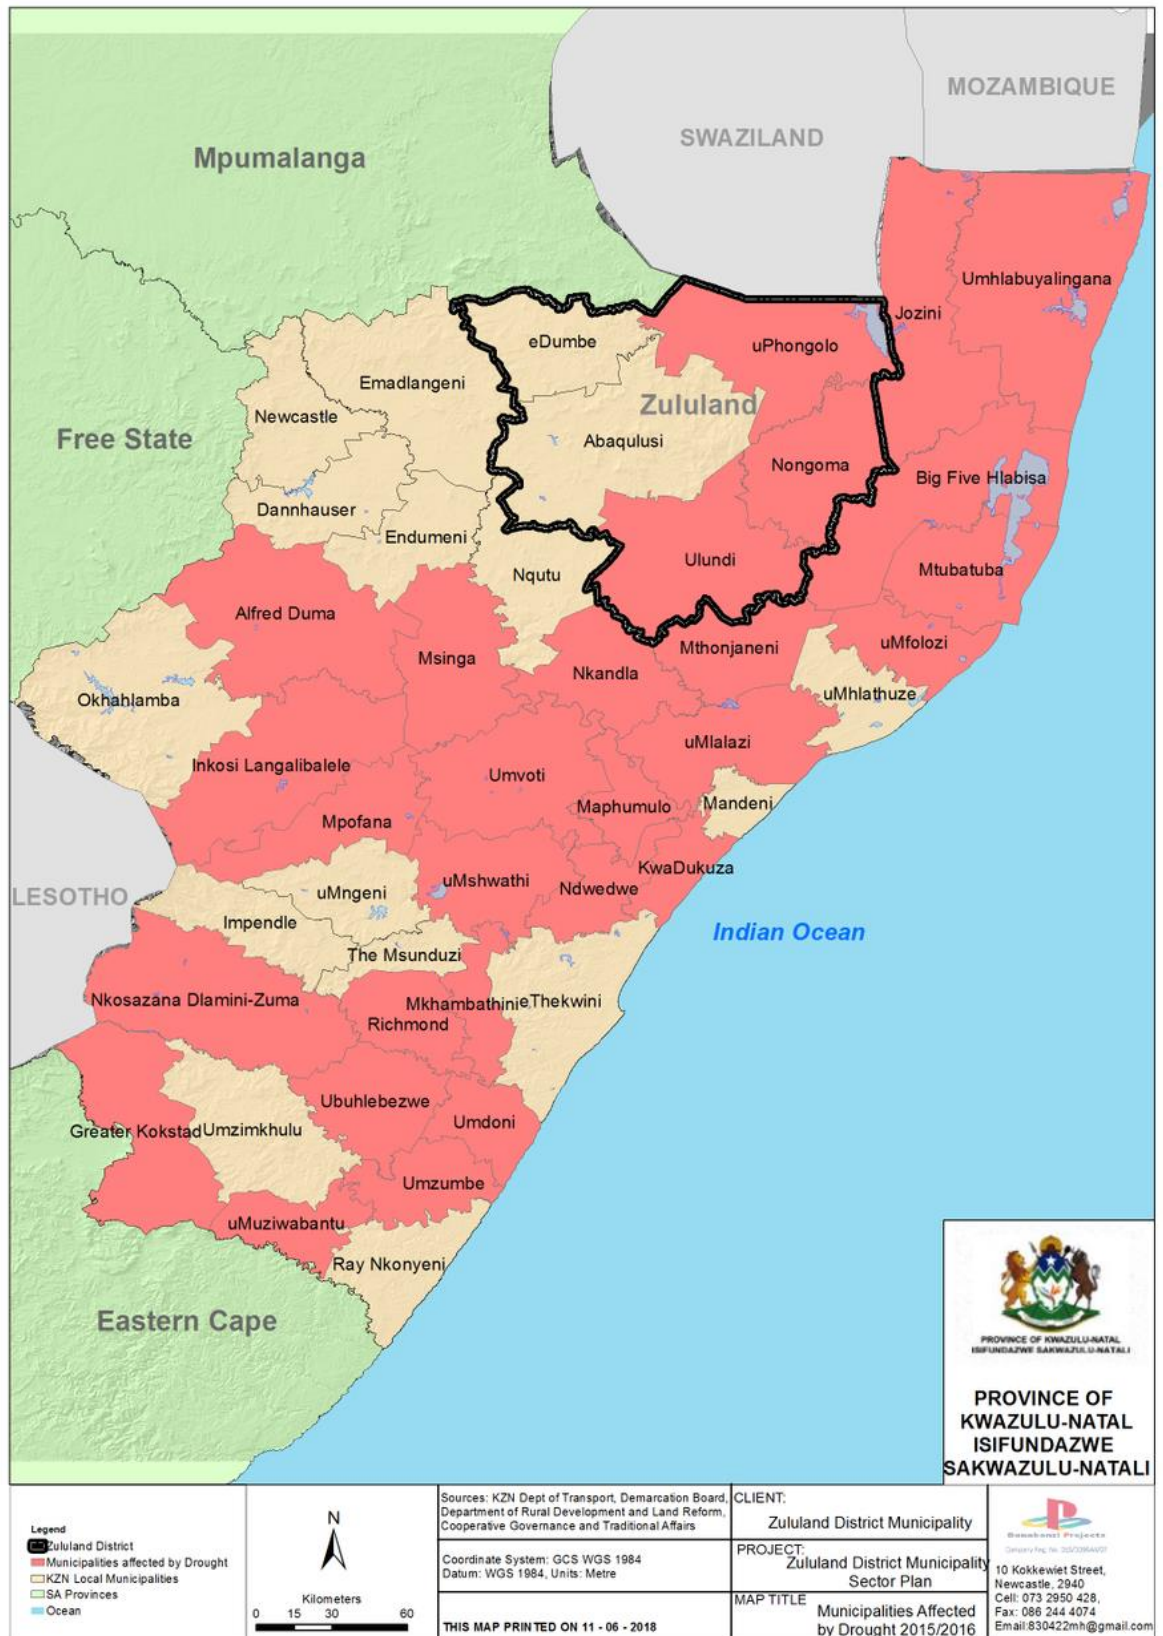 MOZAMBIQUE
SWAZILAND
Mpumalanga
Umhlabuyalingana
Jozini
eDumbe
uPhongolo
Emadlangeni
Zululand
Newcastle
Free State
Abaqulusi
Nongoma
Big Five Hlabisa
Dannhauser
Endumeni
Ulundi
Nqutu
Mtubatuba
Alfred Duma
uMfolozi
Mthonjaneni
Msinga
Nkandla
uMhlathuze
Okhahlamba
uMlalazi
Inkosi Langalibalele
Umvoti
Maphumulo
Mandeni
Mpofana
KwaDukuza
uMshwathi
Ndwedwe
uMngeni
LESOTHO
Impendle
Indian Ocean
The Msunduzi
Nkosazana Dlamini-Zuma
Mkhambathini
eThekwini
Richmond
Ubuhlebezwe
Umdoni
Greater Kokstad
Umzimkhulu
Umzumbe
uMuziwabantu
Ray Nkonyeni
Eastern Cape
PROVINCE OF KWAZULU-NATAL
ISIFUNDAZWE SAKWAZULU-NATALI
PROVINCE OF
KWAZULU-NATAL
ISIFUNDAZWE
SAKWAZULU-NATALI
Legend
Zululand District
Municipalities affected by Drought
KZN Local Municipalities
SA Provinces
Ocean
N
Kilometers
0 15 30 60
Sources: KZN Dept of Transport, Demarcation Board,
Department of Rural Development and Land Reform,
Cooperative Governance and Traditional Affairs
Coordinate System: GCS WGS 1984
Datum: WGS 1984, Units: Metre
THIS MAP PRINTED ON 11 - 06 - 2018
CLIENT:
Zululand District Municipality
PROJECT:
Zululand District Municipality
Sector Plan
MAP TITLE
Municipalities Affected
by Drought 2015/2016
Projects
10 Kokkewiet Street,
Newcastle, 2940
Cell: 073 2950 428,
Fax: 086 244 4074
Email:830422mh@gmail.com